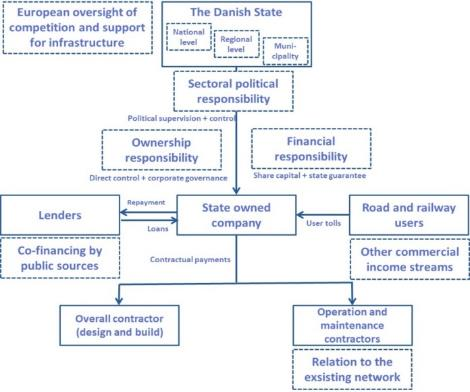 European oversight of
competition and support
for infrastructure
The Danish State
National
level
Regional
level
Muni-
cipality
Sectoral political
responsibility
Political supervision + control
Ownership
responsibility
Financial
responsibility
Direct control + corporate governance
Share capital + state guarantee
Lenders
Repayment
Loans
State owned
company
User tolls
Road and railway
users
Co-financing by
public sources
Contractual payments
Other commercial
income streams
Overall contractor
(design and build)
Operation and
maintenance
contractors
Relation to the
exsisting network